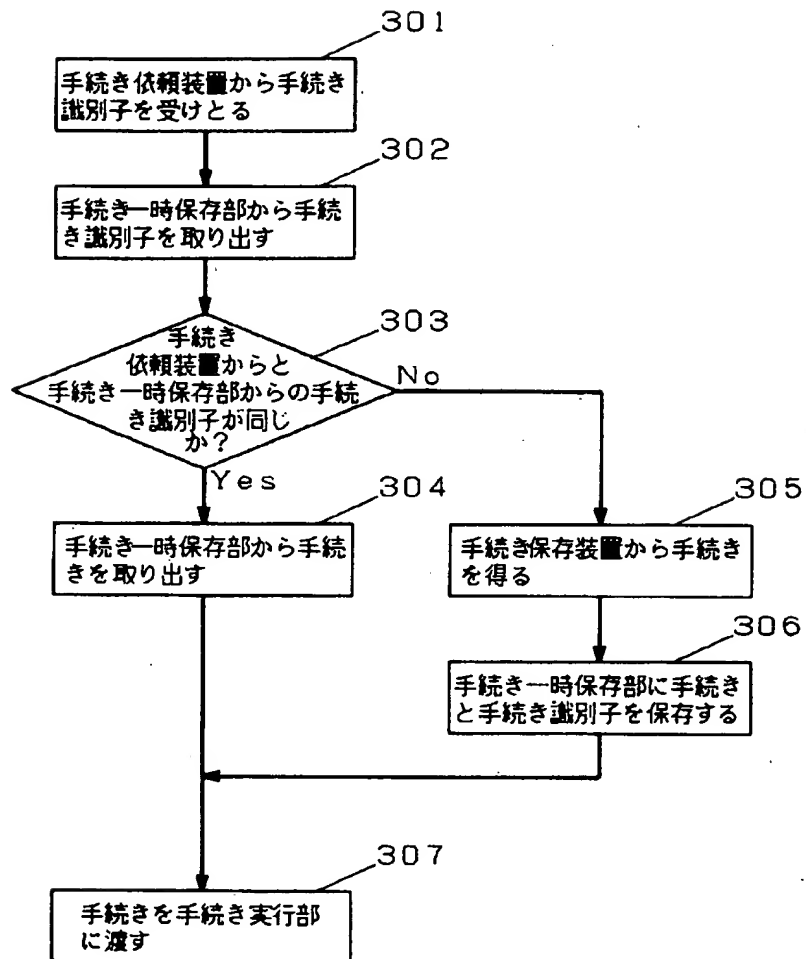 301
手続き依頼装置から手続き
識別子を受けとる
302
手続き一時保存部から手続
き識別子を取り出す
303
手続き
依頼装置からと
手続き一時保存部からの手続
き識別子が同じ
か？
No
Yes
304
手続き一時保存部から手続
きを取り出す
305
手続き保存装置から手続き
を得る
306
手続き一時保存部に手続き
と手続き識別子を保存する
307
手続きを手続き実行部
に渡す